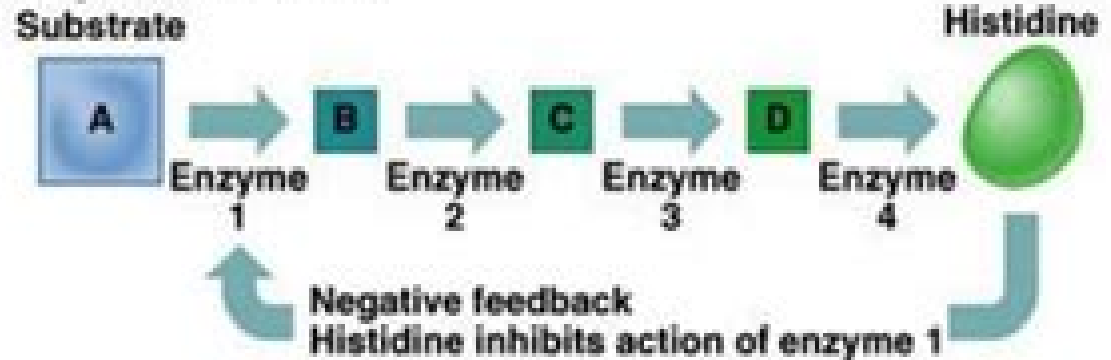 Substrate
Histidine
A
B
C
D
Enzyme
1
Enzyme
2
Enzyme
3
Enzyme
4
Negative feedback
Histidine inhibits action of enzyme 1